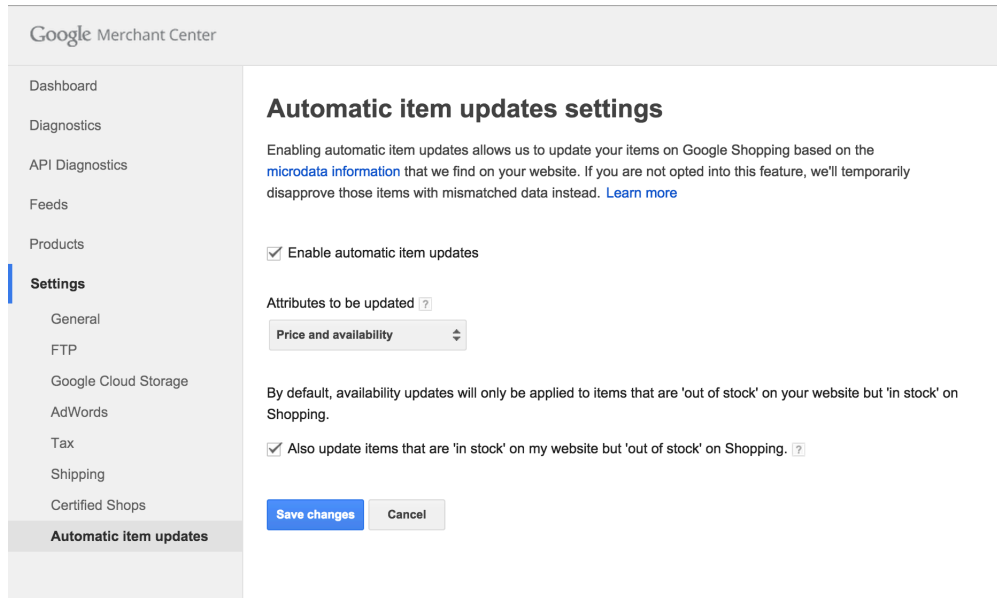 Google Merchant Center
Dashboard
Diagnostics
API Diagnostics
Feeds
Products
Settings
General
FTP
Google Cloud Storage
AdWords
Tax
Shipping
Certified Shops
Automatic item updates
Automatic item updates settings
Enabling automatic item updates allows us to update your items on Google Shopping based on the
microdata information that we find on your website. If you are not opted into this feature, we'll temporarily
disapprove those items with mismatched data instead. Learn more
Enable automatic item updates
Attributes to be updated ?
Price and availability
By default, availability updates will only be applied to items that are 'out of stock' on your website but 'in stock' on
Shopping.
Also update items that are 'in stock' on my website but 'out of stock' on Shopping. ?
Save changes Cancel